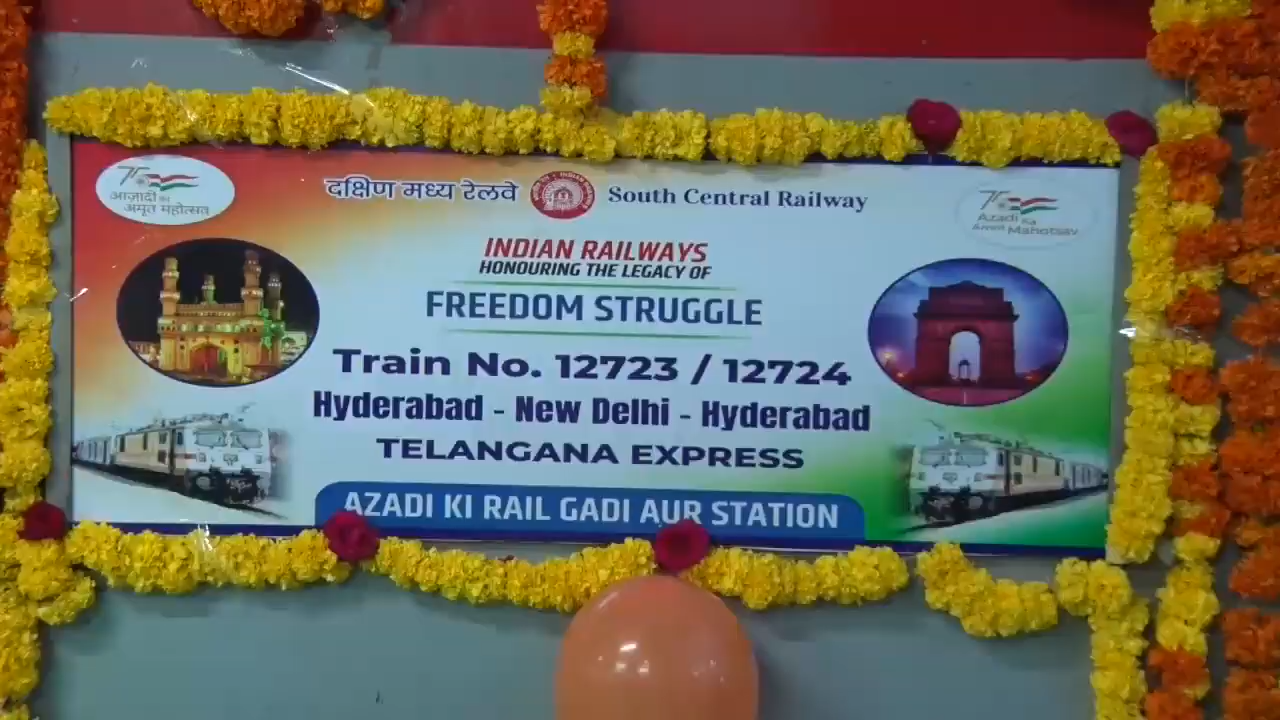 आज़ादी का
अमृत महोत्सव
दक्षिण मध्य रेलवे
South Central Railway
Azadi Ka
Amrit Mahotsav
INDIAN RAILWAYS
HONOURING THE LEGACY OF
FREEDOM STRUGGLE
Train No. 12723 / 12724
Hyderabad - New Delhi - Hyderabad
TELANGANA EXPRESS
AZADI KI RAIL GADI AUR STATION